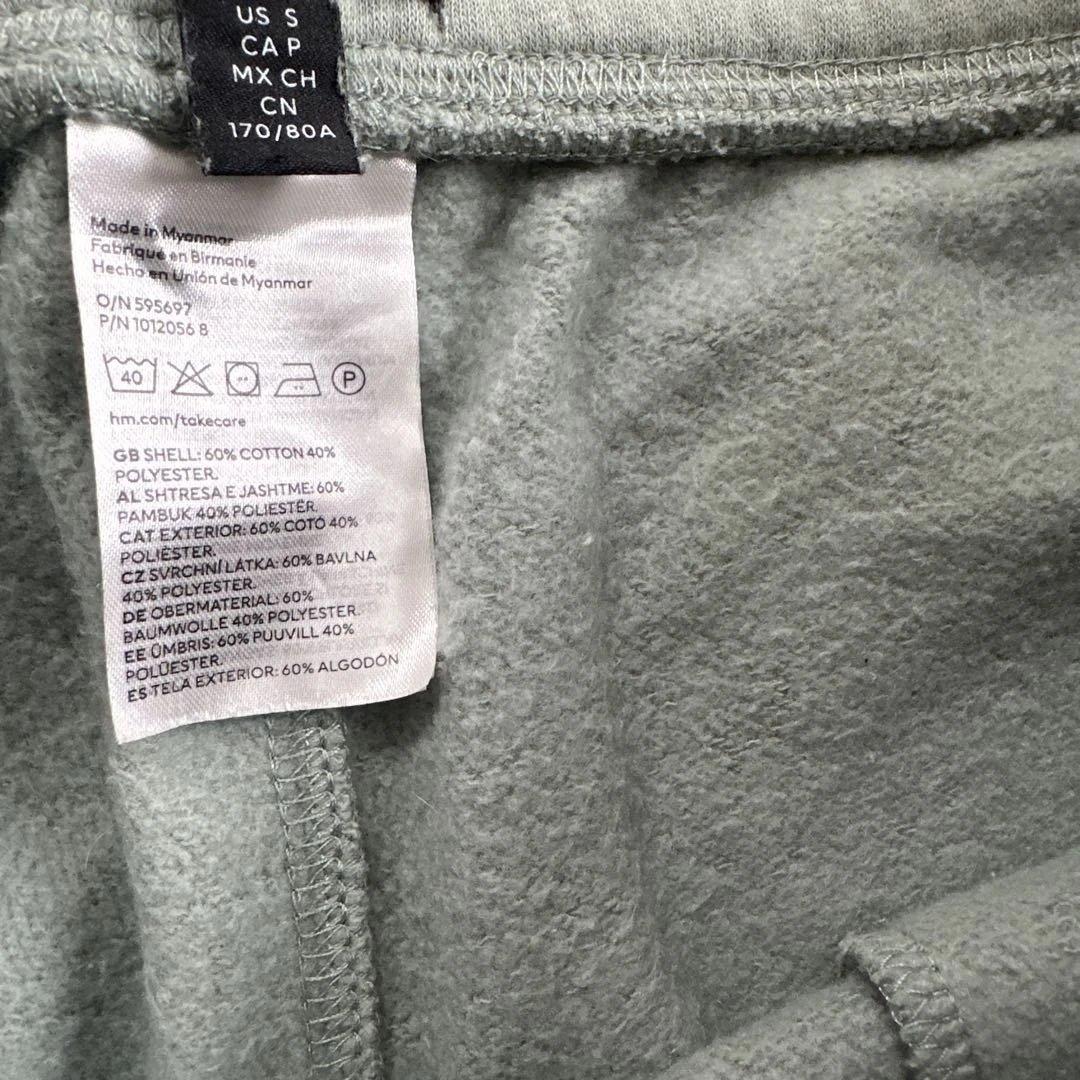 US S
CA P
MX CH
CN
170/80A
Made in Myanmar
Fabriqué en Birmanie
Hecho en Unión de Myanmar
O/N 595697
P/N 1012056 8
40
P
hm.com/takecare
GB SHELL: 60% COTTON 40%
POLYESTER.
AL SHTRESA E JASHTME: 60%
PAMBUK 40% POLIESTËR.
CAT EXTERIOR: 60% COTÓ 40%
POLIÈSTER.
CZ SVRCHNÍ LÁTKA: 60% BAVLNA
40% POLYESTER.
DE OBERMATERIAL: 60%
BAUMWOLLE 40% POLYESTER.
EE ÜMBRIS: 60% PUUVILL 40%
POLÜESTER.
ES TELA EXTERIOR: 60% ALGODÓN